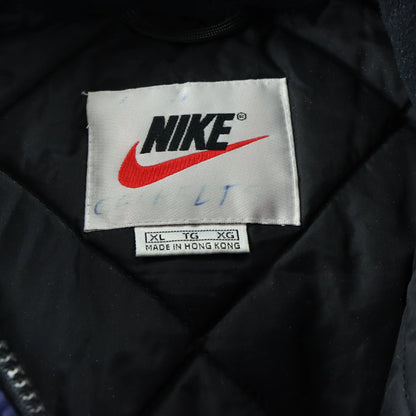 NIKE®
XL TG XG
MADE IN HONG KONG